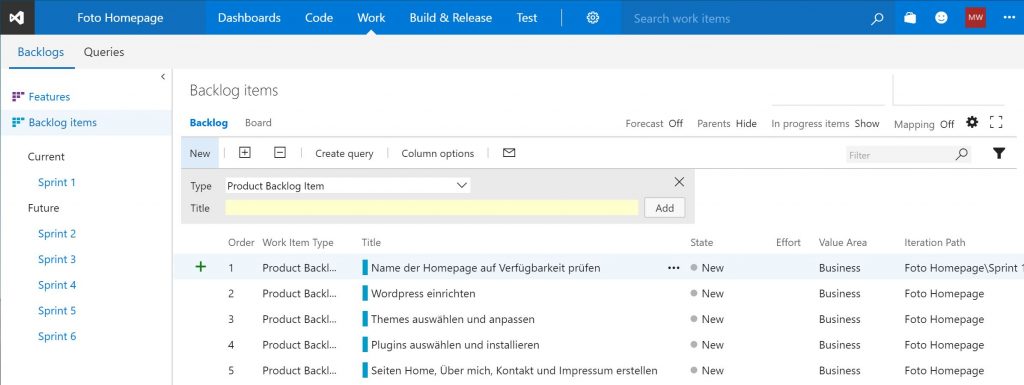 Foto Homepage Dashboards Code Work Build & Release Test Search work items MW
Backlogs Queries
Features
Backlog items
Current
Sprint 1
Future
Sprint 2
Sprint 3
Sprint 4
Sprint 5
Sprint 6
Backlog items
Backlog Board Forecast Off Parents Hide In progress items Show Mapping Off
New Create query Column options Filter
Type Product Backlog Item
Title Add
Order Work Item Type Title State Effort Value Area Iteration Path
1 Product Backl... Name der Homepage auf Verfügbarkeit prüfen ... New Business Foto Homepage\Sprint 1
2 Product Backl... Wordpress einrichten New Business Foto Homepage
3 Product Backl... Themes auswählen und anpassen New Business Foto Homepage
4 Product Backl... Plugins auswählen und installieren New Business Foto Homepage
5 Product Backl... Seiten Home, Über mich, Kontakt und Impressum erstellen New Business Foto Homepage